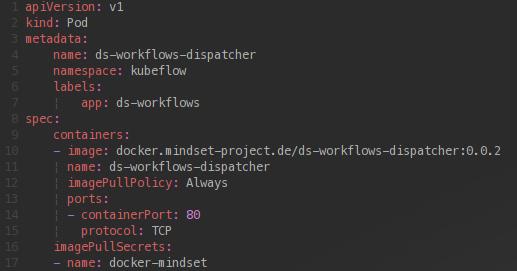 1 apiVersion: v1
2 kind: Pod
3 metadata:
4     name: ds-workflows-dispatcher
5     namespace: kubeflow
6     labels:
7         app: ds-workflows
8 spec:
9     containers:
10     - image: docker.mindset-project.de/ds-workflows-dispatcher:0.0.2
11       name: ds-workflows-dispatcher
12       imagePullPolicy: Always
13       ports:
14       - containerPort: 80
15         protocol: TCP
16     imagePullSecrets:
17     - name: docker-mindset